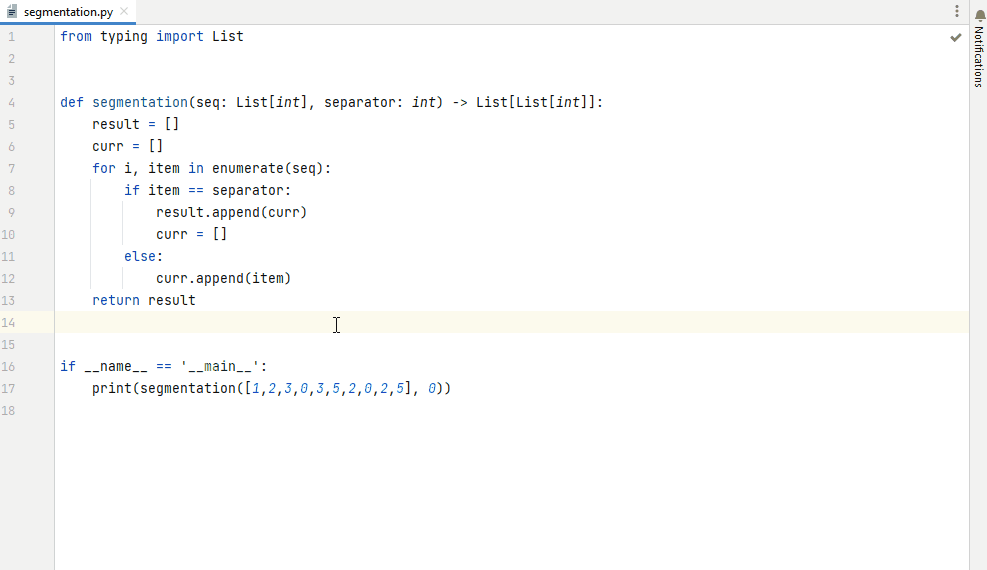 segmentation.py
Notifications
1 from typing import List
2
3
4 def segmentation(seq: List[int], separator: int) -> List[List[int]]:
5     result = []
6     curr = []
7     for i, item in enumerate(seq):
8         if item == separator:
9             result.append(curr)
10             curr = []
11         else:
12             curr.append(item)
13     return result
14
15
16 if __name__ == '__main__':
17     print(segmentation([1,2,3,0,3,5,2,0,2,5], 0))
18